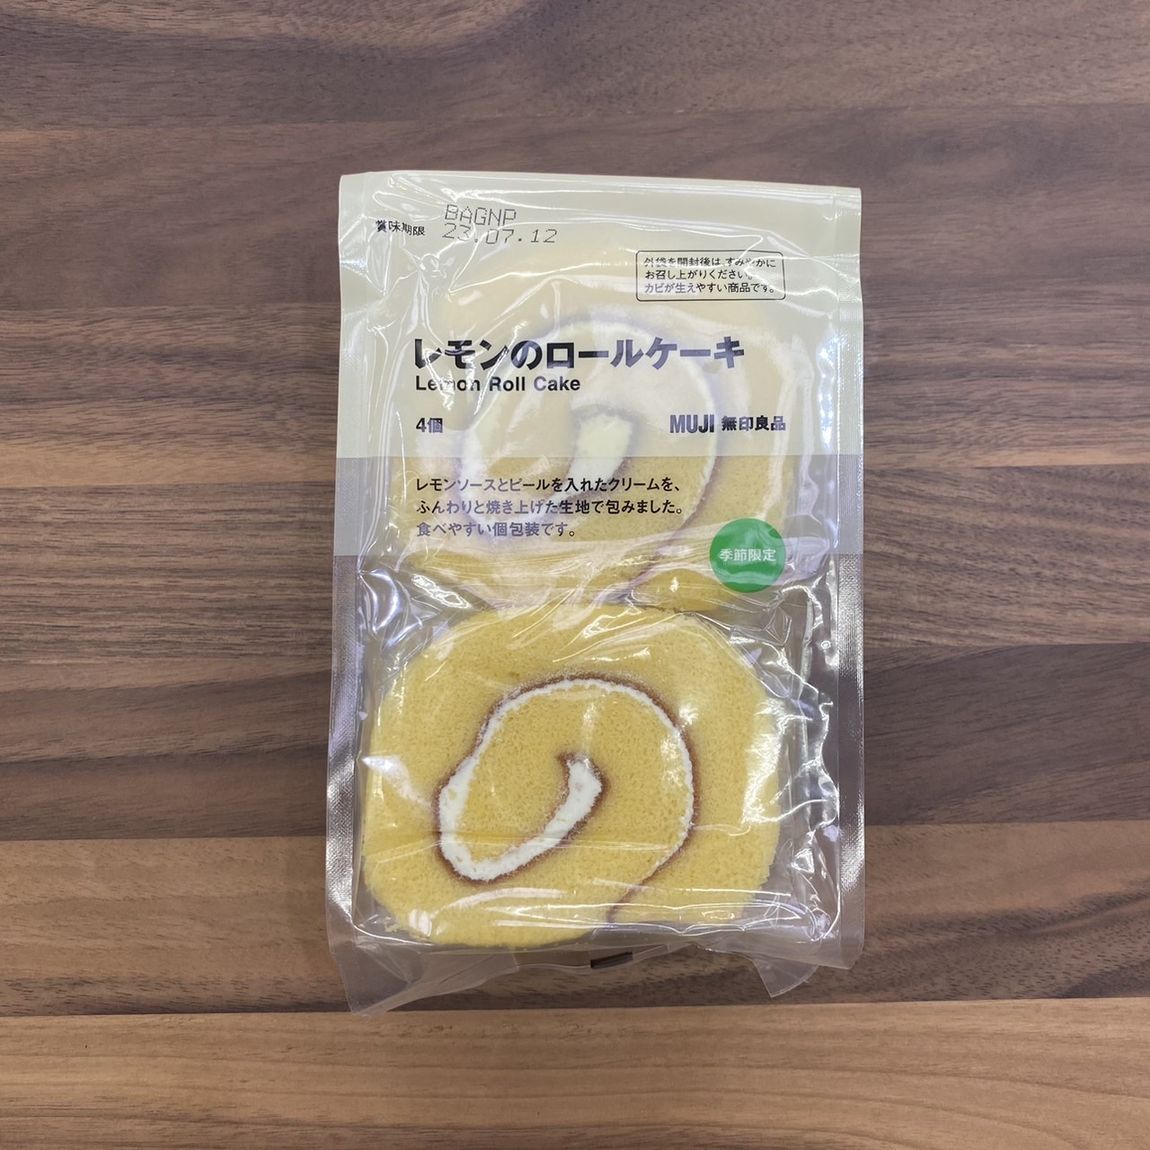 BAGNP
賞味期限 23.07.12
外袋を開封後は、すみやかに
お召し上がりください。
カビが生えやすい商品です。
レモンのロールケーキ
Lemon Roll Cake
4個
MUJI 無印良品
レモンソースとピールを入れたクリームを、
ふんわりと焼き上げた生地で包みました。
食べやすい個包装です。
季節限定